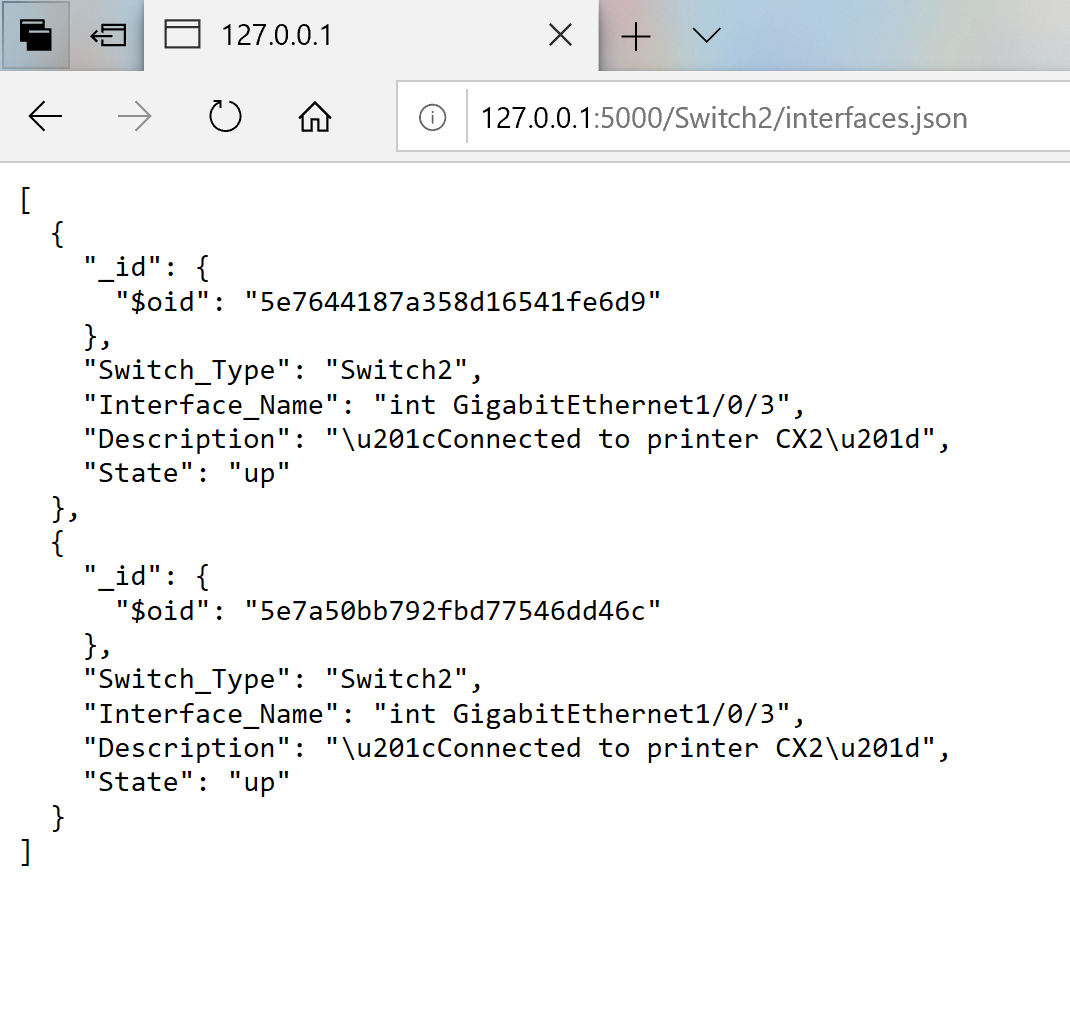 127.0.0.1
127.0.0.1:5000/Switch2/interfaces.json
[
  {
    "_id": {
      "$oid": "5e7644187a358d16541fe6d9"
    },
    "Switch_Type": "Switch2",
    "Interface_Name": "int GigabitEthernet1/0/3",
    "Description": "\u201cConnected to printer CX2\u201d",
    "State": "up"
  },
  {
    "_id": {
      "$oid": "5e7a50bb792fbd77546dd46c"
    },
    "Switch_Type": "Switch2",
    "Interface_Name": "int GigabitEthernet1/0/3",
    "Description": "\u201cConnected to printer CX2\u201d",
    "State": "up"
  }
]